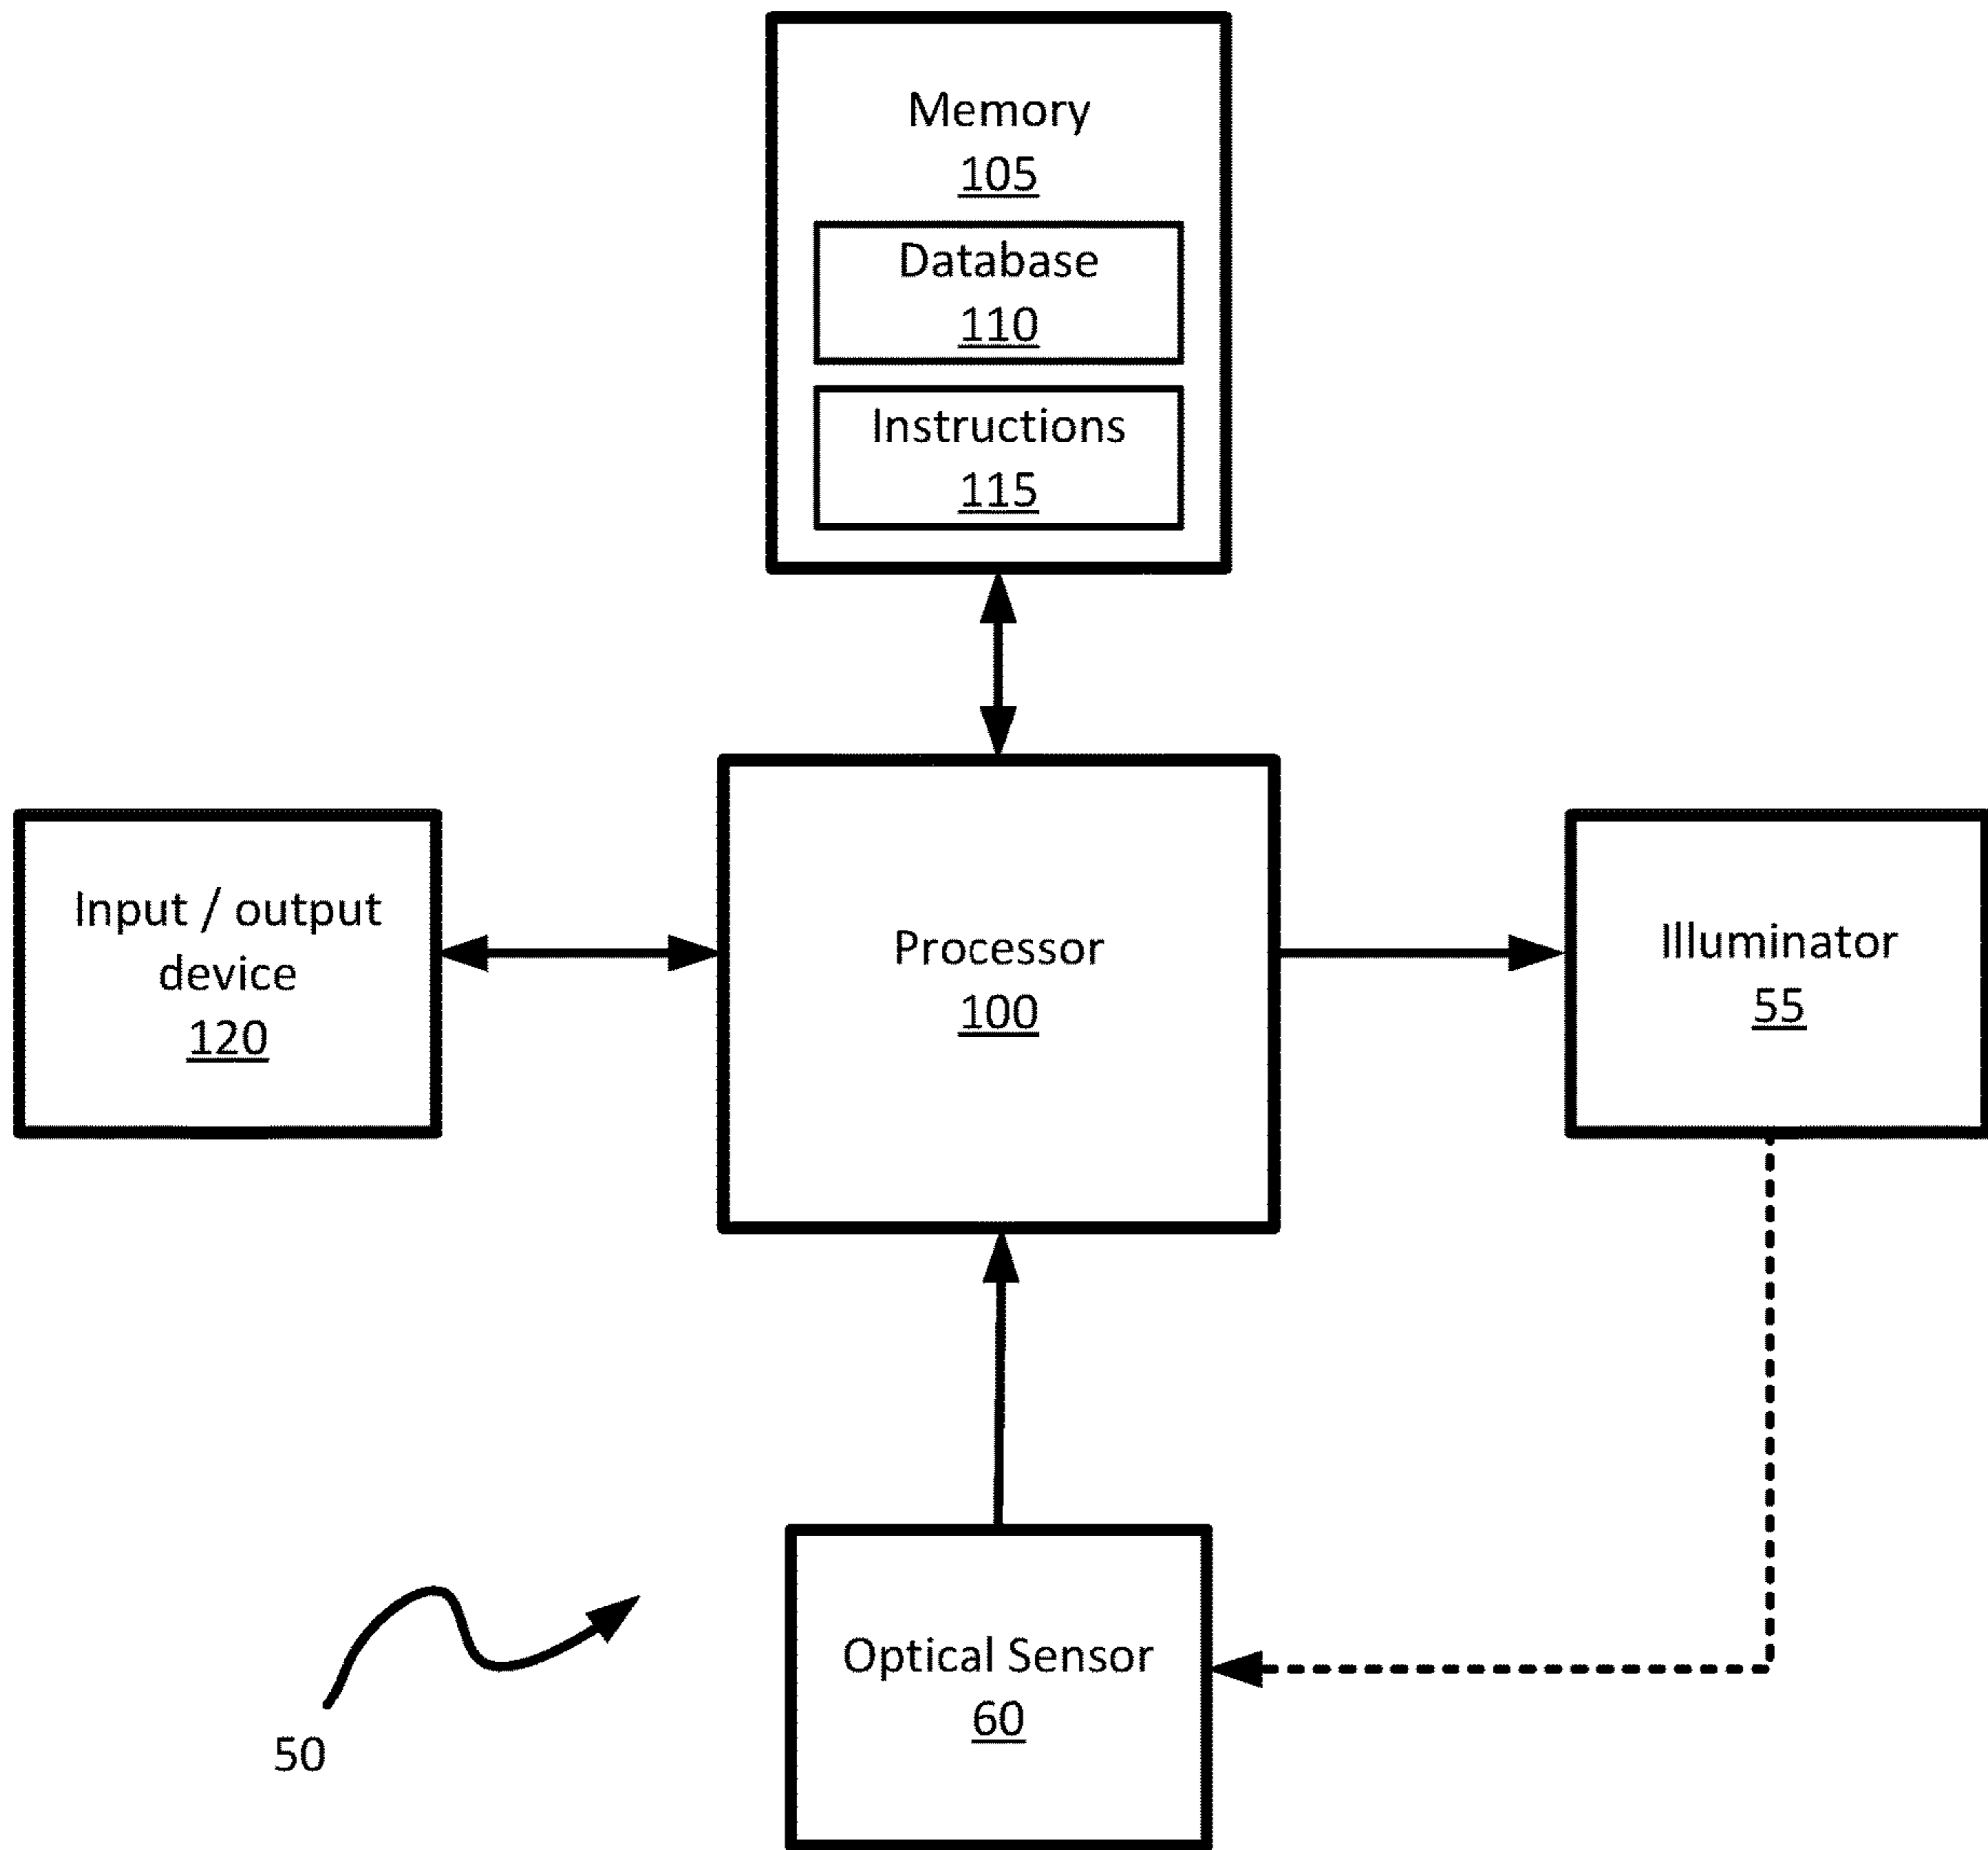 Memory
105
Database
110
Instructions
115
Input / output
device
120
Processor
100
Illuminator
55
Optical Sensor
60
50